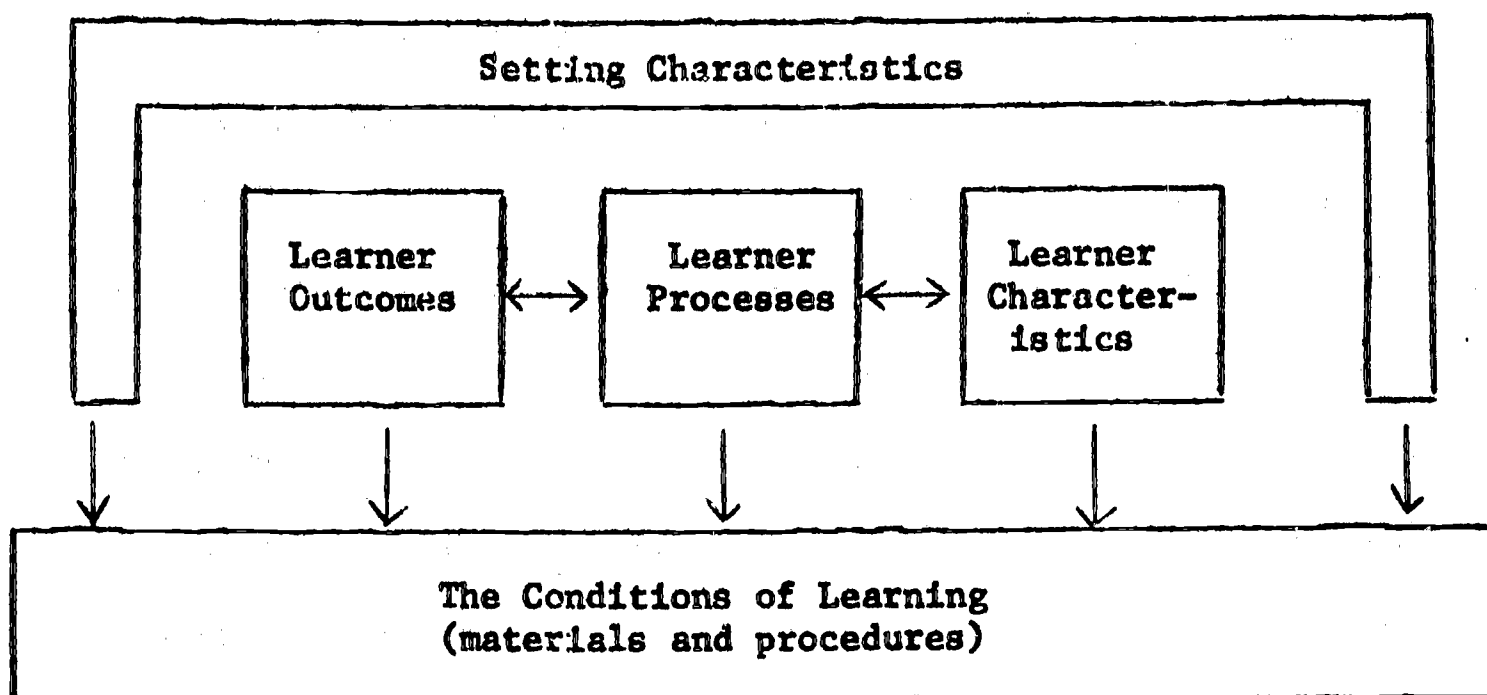 Setting Characteristics
Learner
Outcomes
Learner
Processes
Learner
Character-
istics
The Conditions of Learning
(materials and procedures)